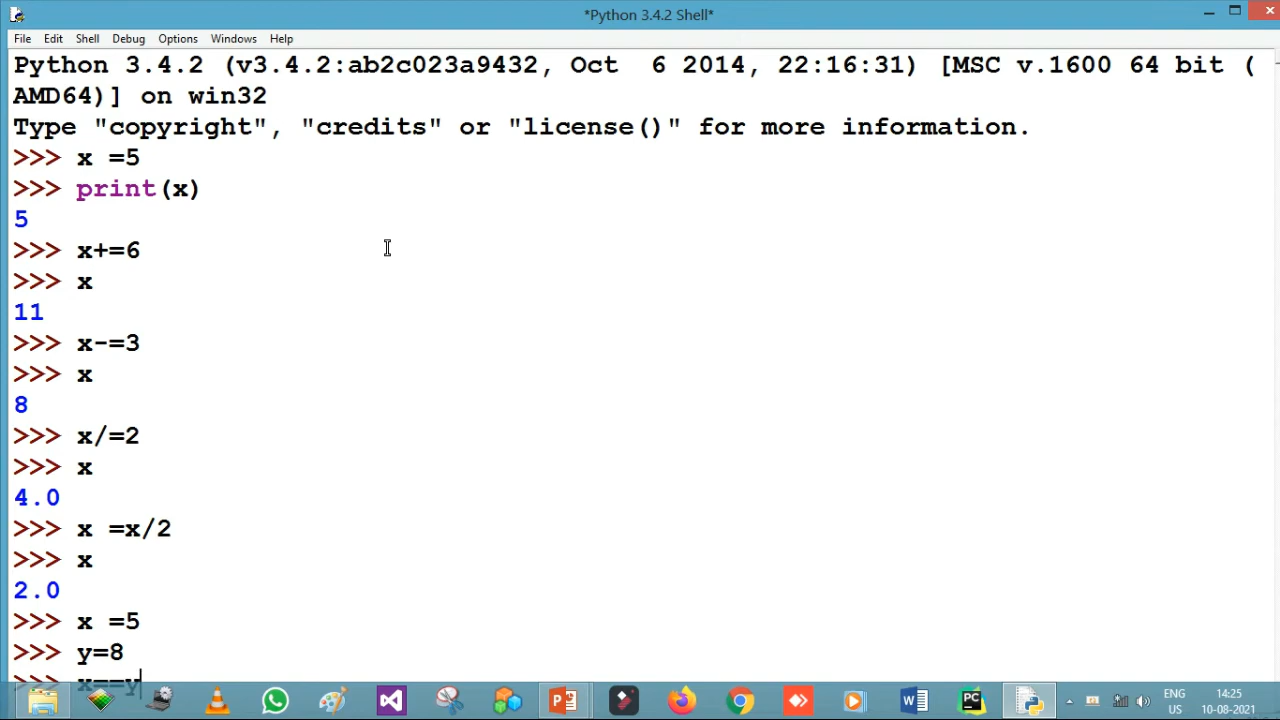 *Python 3.4.2 Shell*
File Edit Shell Debug Options Windows Help
Python 3.4.2 (v3.4.2:ab2c023a9432, Oct  6 2014, 22:16:31) [MSC v.1600 64 bit (
AMD64)] on win32
Type "copyright", "credits" or "license()" for more information.
>>> x =5
>>> print(x)
5
>>> x+=6
>>> x
11
>>> x-=3
>>> x
8
>>> x/=2
>>> x
4.0
>>> x =x/2
>>> x
2.0
>>> x =5
>>> y=8
>>> x==y
ENG 14:25
US 10-08-2021